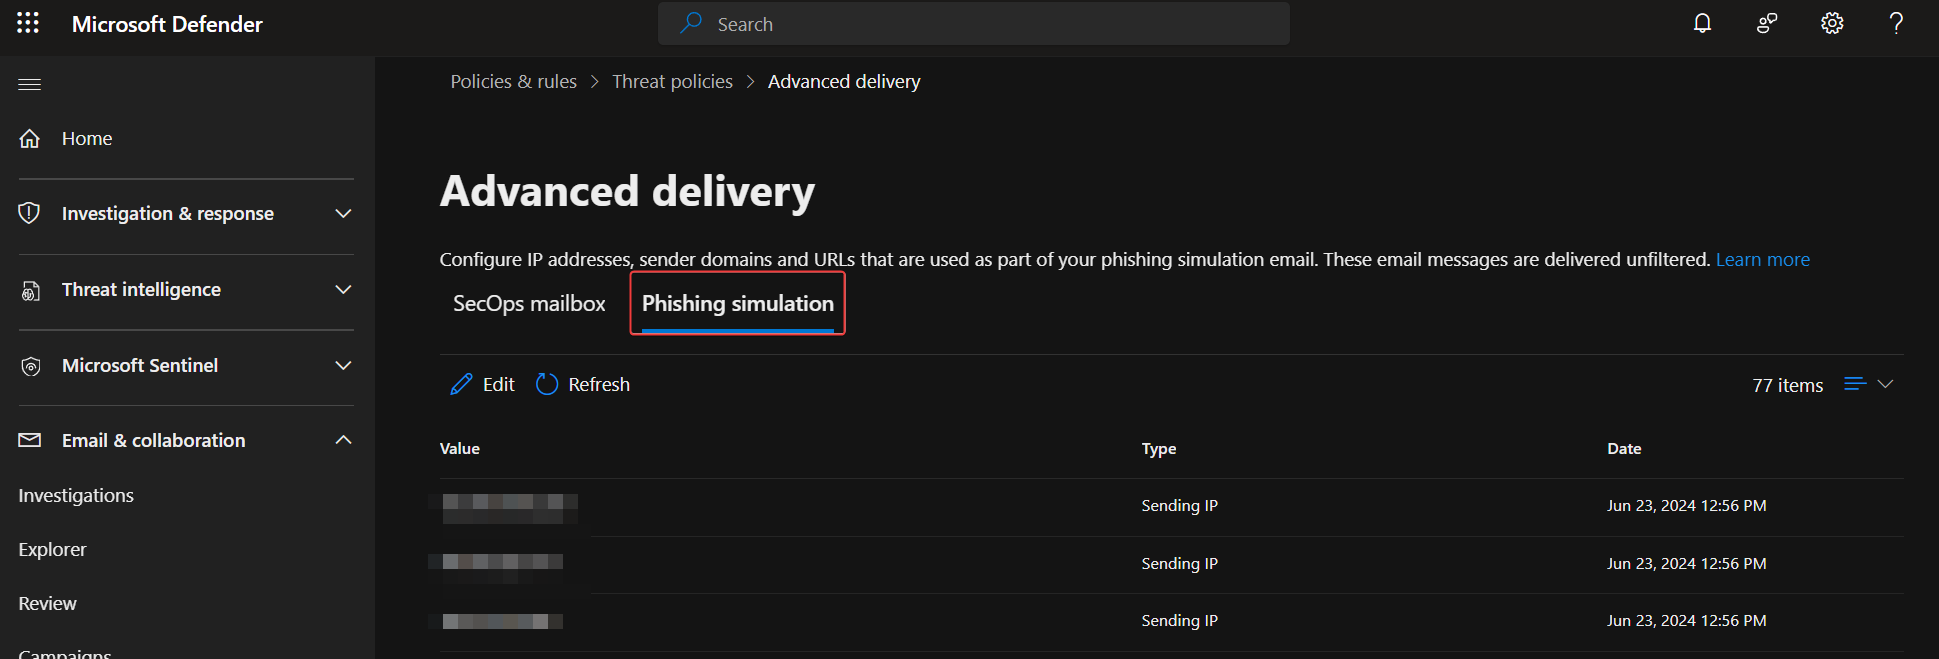 Microsoft Defender
Search
Policies & rules > Threat policies > Advanced delivery
Home
Investigation & response
Threat intelligence
Microsoft Sentinel
Email & collaboration
Investigations
Explorer
Review
Campaigns
Advanced delivery
Configure IP addresses, sender domains and URLs that are used as part of your phishing simulation email. These email messages are delivered unfiltered. Learn more
SecOps mailbox Phishing simulation
Edit Refresh 77 items
Value Type Date
Sending IP Jun 23, 2024 12:56 PM
Sending IP Jun 23, 2024 12:56 PM
Sending IP Jun 23, 2024 12:56 PM